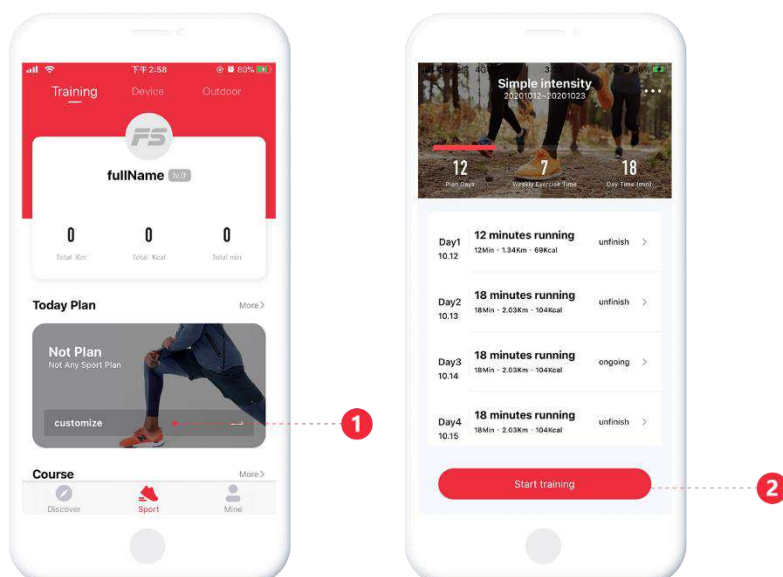 下午2:58
80%
Training Device Outdoor
FS
fullName lv.0
0 0 0
Total Km Total Kcal Total min
Today Plan More >
Not Plan
Not Any Sport Plan
customize
1
Course More >
Discover Sport Mine
4G
Simple intensity
20201012~20201023
12 7 18
Plan Days Weekly Exercise Time Day Time (min)
Day1 12 minutes running unfinish >
10.12 12Min · 1.34Km · 69Kcal
Day2 18 minutes running unfinish >
10.13 18Min · 2.03Km · 104Kcal
Day3 18 minutes running ongoing >
10.14 18Min · 2.03Km · 104Kcal
Day4 18 minutes running unfinish >
10.15 18Min · 2.03Km · 104Kcal
Start training
2